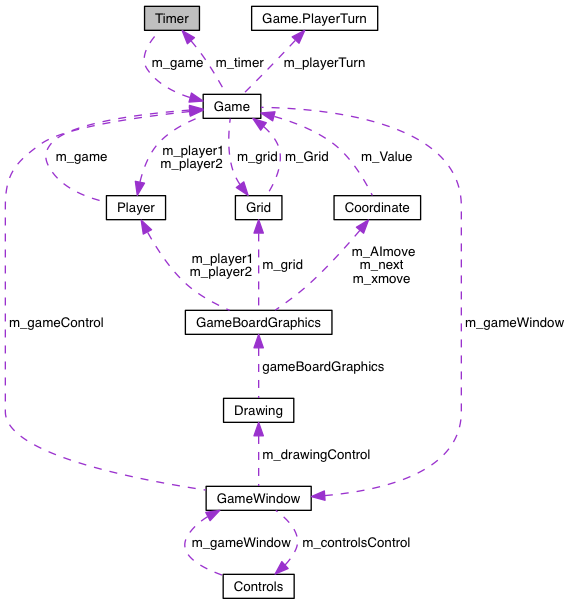 Timer
Game.PlayerTurn
m_game
m_timer
m_playerTurn
Game
m_game
m_player1
m_player2
m_grid
m_Grid
m_Value
Player
Grid
Coordinate
m_player1
m_player2
m_grid
m_AImove
m_next
m_xmove
GameBoardGraphics
m_gameControl
m_gameWindow
gameBoardGraphics
Drawing
m_drawingControl
GameWindow
m_gameWindow
m_controlsControl
Controls